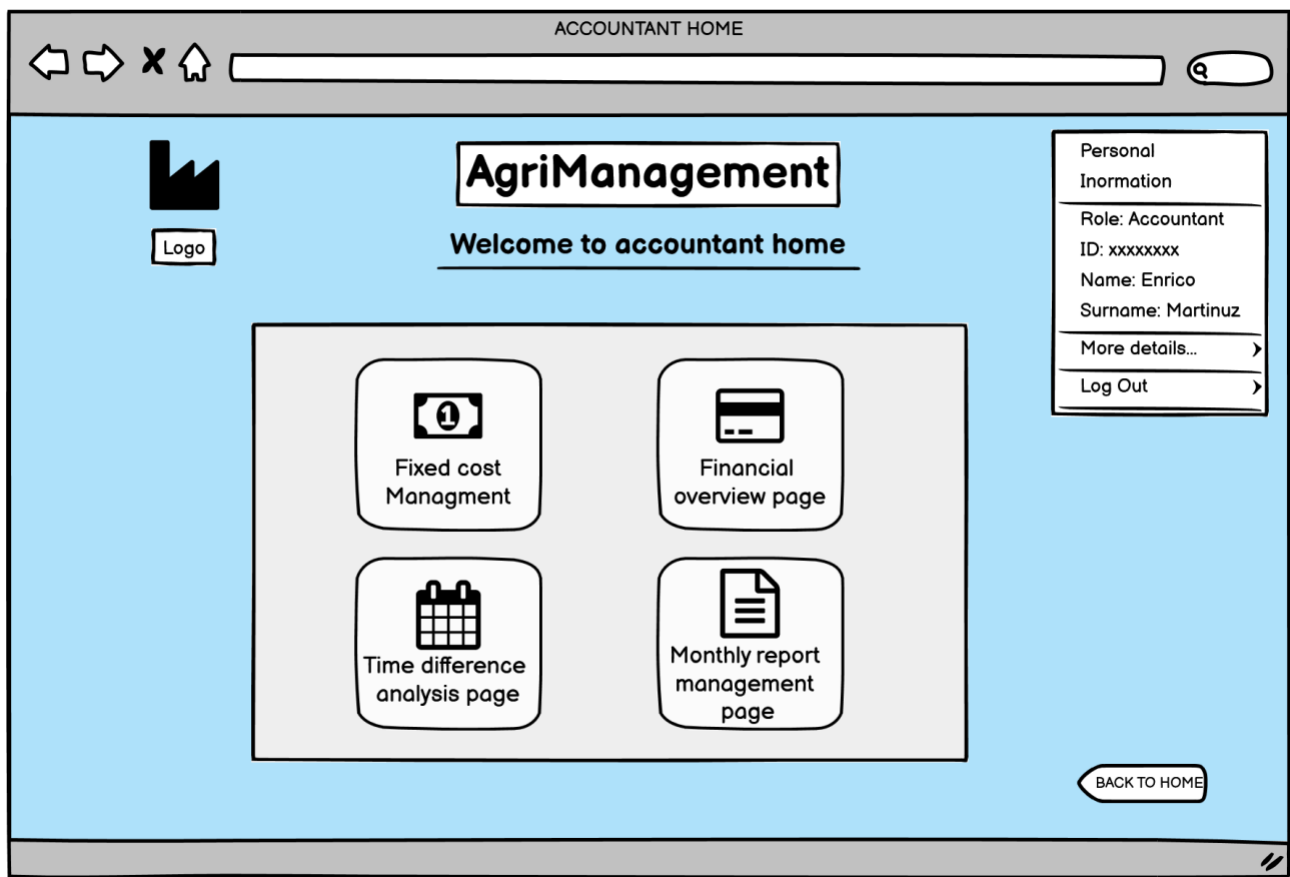 ACCOUNTANT HOME
AgriManagement
Welcome to accountant home
Logo
Personal
Inormation
Role: Accountant
ID: xxxxxxxx
Name: Enrico
Surname: Martinuz
More details...
Log Out
1
Fixed cost
Managment
Financial
overview page
Time difference
analysis page
Monthly report
management
page
BACK TO HOME